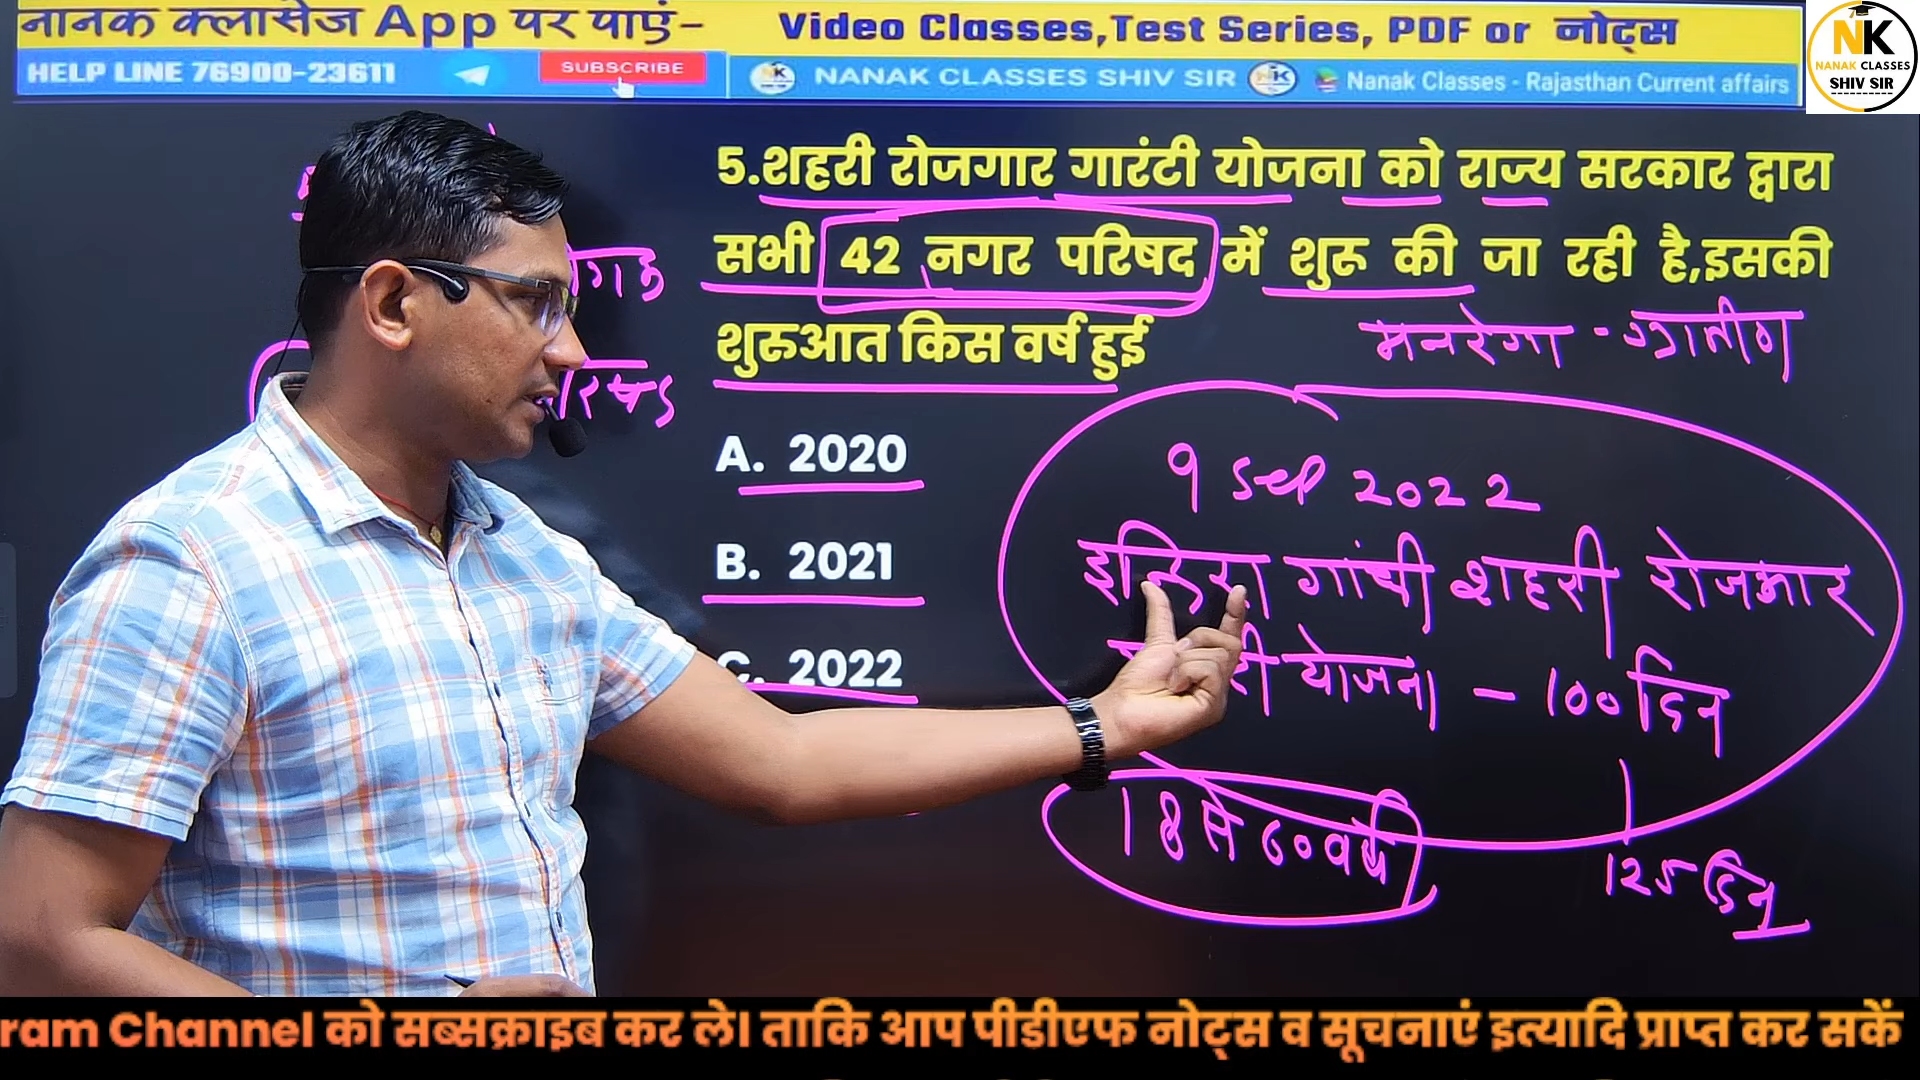 नानक क्लासेज App पर पाएं- Video Classes,Test Series, PDF or नोट्स
HELP LINE 76900-23611 SUBSCRIBE NANAK CLASSES SHIV SIR Nanak Classes - Rajasthan Current affairs
NK
NANAK CLASSES
SHIV SIR
5.शहरी रोजगार गारंटी योजना को राज्य सरकार द्वारा
सभी 42 नगर परिषद में शुरू की जा रही है,इसकी
शुरुआत किस वर्ष हुई
मनरेगा - ग्रामीण
A. 2020
B. 2021
C. 2022
9 Sep 2022
इन्दिरा गांधी शहरी रोजगार
योजना - 100 दिन
18 से 60 वर्ष
125 दिन
ram Channel को सब्सक्राइब कर ले। ताकि आप पीडीएफ नोट्स व सूचनाएं इत्यादि प्राप्त कर सकें